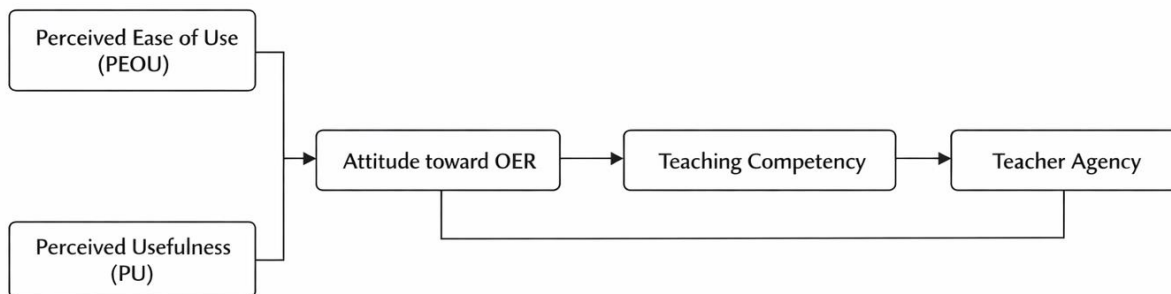 Perceived Ease of Use
(PEOU)
Attitude toward OER
Teaching Competency
Teacher Agency
Perceived Usefulness
(PU)